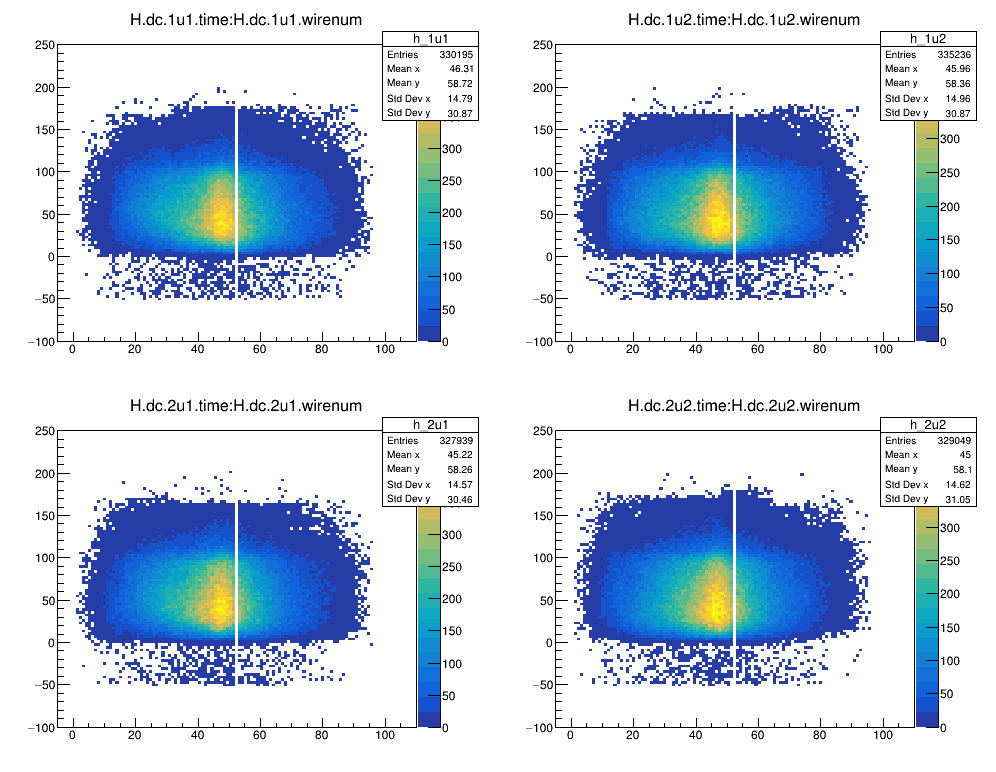 H.dc.1u1.time:H.dc.1u1.wirenum
h_1u1
Entries 330195
Mean x 46.31
Mean y 58.72
Std Dev x 14.79
Std Dev y 30.87
250
200
150
100
50
0
−50
−100
0 20 40 60 80 100
300
250
200
150
100
50
0
H.dc.1u2.time:H.dc.1u2.wirenum
h_1u2
Entries 335236
Mean x 45.96
Mean y 58.36
Std Dev x 14.96
Std Dev y 30.87
250
200
150
100
50
0
−50
−100
0 20 40 60 80 100
300
250
200
150
100
50
0
H.dc.2u1.time:H.dc.2u1.wirenum
h_2u1
Entries 327939
Mean x 45.22
Mean y 58.26
Std Dev x 14.57
Std Dev y 30.46
250
200
150
100
50
0
−50
−100
0 20 40 60 80 100
300
250
200
150
100
50
0
H.dc.2u2.time:H.dc.2u2.wirenum
h_2u2
Entries 329049
Mean x 45
Mean y 58.1
Std Dev x 14.62
Std Dev y 31.05
250
200
150
100
50
0
−50
−100
0 20 40 60 80 100
300
250
200
150
100
50
0